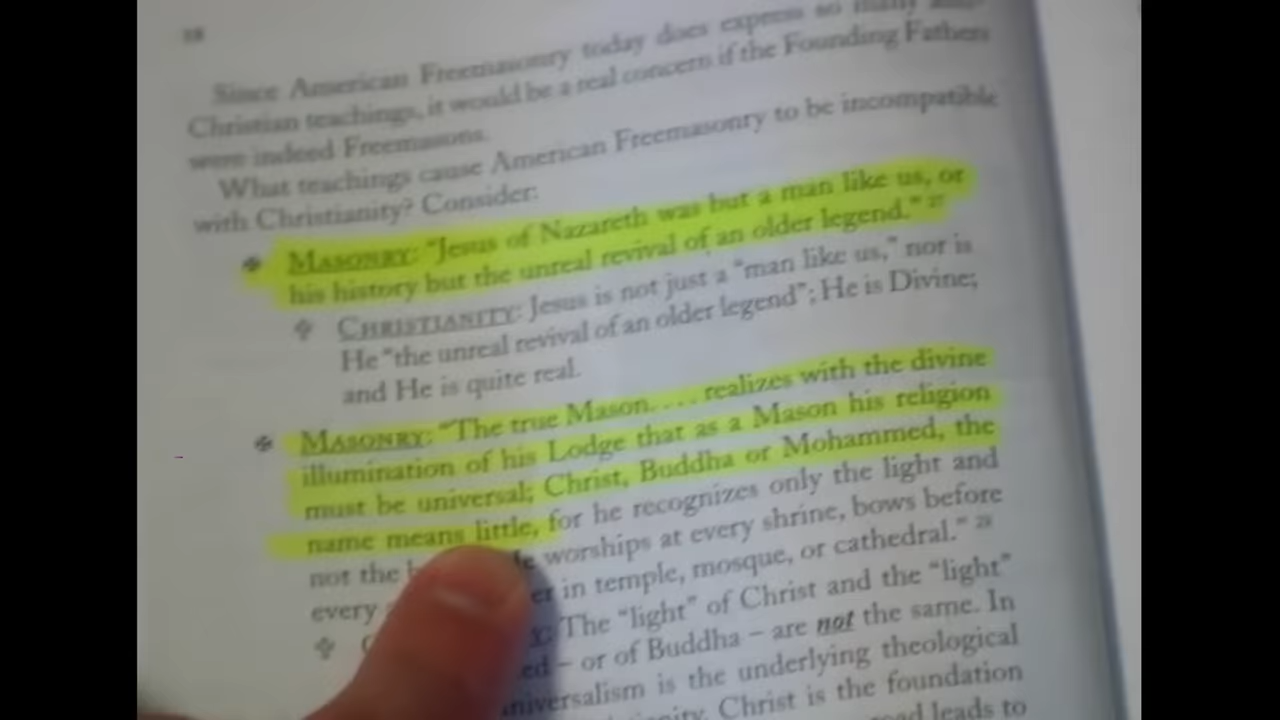 18
Since American Freemasonry today does express so many
Christian teachings, it would be a real concern if the Founding Fathers
were indeed Freemasons.
What teachings cause American Freemasonry to be incompatible
with Christianity? Consider:
❖ MASONRY: "Jesus of Nazareth was but a man like us, or
his history but the unreal revival of an older legend." 27
❖ CHRISTIANITY: Jesus is not just a "man like us," nor is
He "the unreal revival of an older legend"; He is Divine;
and He is quite real.
❖ MASONRY: "The true Mason. . . . realizes with the divine
illumination of his Lodge that as a Mason his religion
must be universal; Christ, Buddha or Mohammed, the
name means little, for he recognizes only the light and
not the worships at every shrine, bows before
every in temple, mosque, or cathedral." 28
❖ The "light" of Christ and the "light"
– or of Buddha – are not the same. In
is the underlying theological
Christ is the foundation
leads to